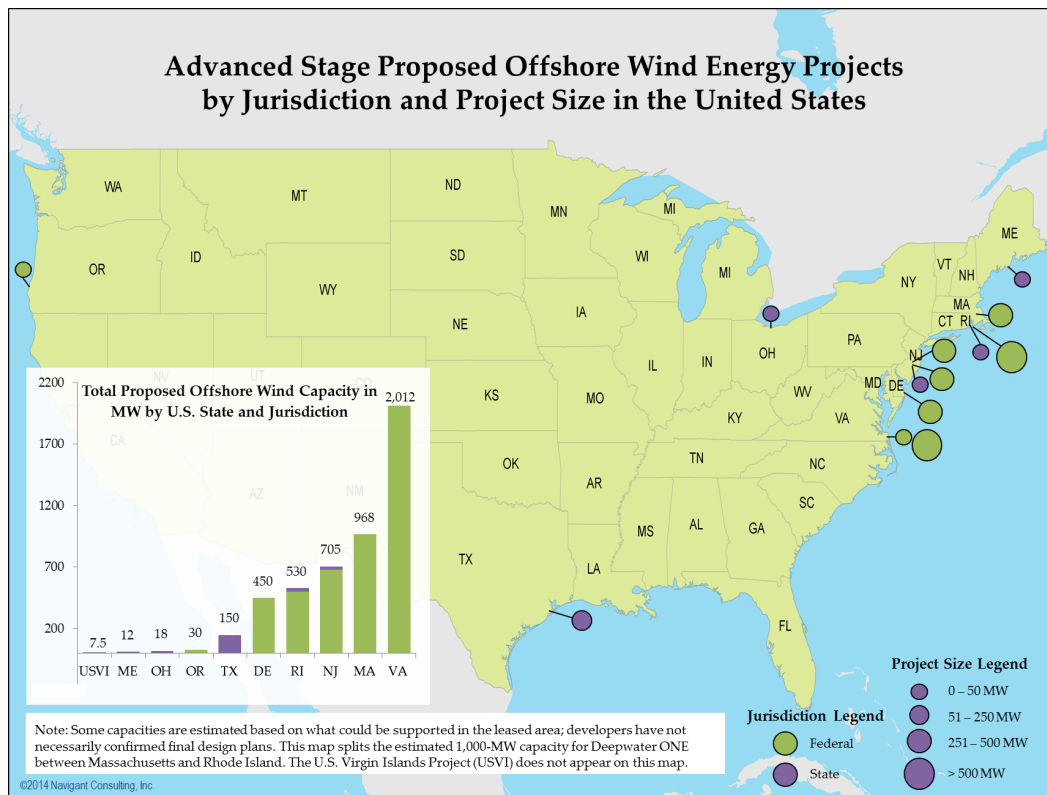 Advanced Stage Proposed Offshore Wind Energy Projects
by Jurisdiction and Project Size in the United States
WA
MT
ND
MN
MI
ME
OR
ID
SD
WI
MI
VT
NH
NY
WY
MA
CT RI
IA
NE
PA
OH
NJ
IL
IN
NV
UT
CO
KS
MO
WV
MD
DE
VA
KY
CA
OK
TN
NC
AZ
NM
AR
SC
MS
AL
GA
TX
LA
FL
Total Proposed Offshore Wind Capacity in
MW by U.S. State and Jurisdiction
2200
1700
1200
700
200
7.5
12
18
30
150
450
530
705
968
2,012
USVI ME OH OR TX DE RI NJ MA VA
Project Size Legend
0 – 50 MW
51 – 250 MW
251 – 500 MW
> 500 MW
Jurisdiction Legend
Federal
State
Note: Some capacities are estimated based on what could be supported in the leased area; developers have not
necessarily confirmed final design plans. This map splits the estimated 1,000-MW capacity for Deepwater ONE
between Massachusetts and Rhode Island. The U.S. Virgin Islands Project (USVI) does not appear on this map.
©2014 Navigant Consulting, Inc.